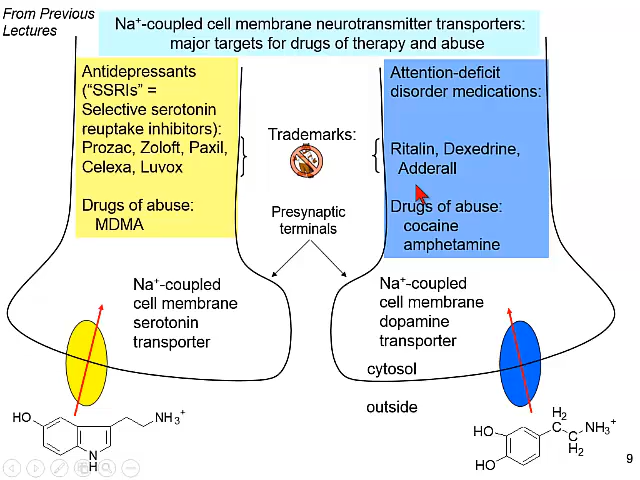 From Previous
Lectures
Na⁺-coupled cell membrane neurotransmitter transporters:
major targets for drugs of therapy and abuse
Antidepressants
("SSRIs" =
Selective serotonin
reuptake inhibitors):
Prozac, Zoloft, Paxil,
Celexa, Luvox
Drugs of abuse:
MDMA
Trademarks:
Presynaptic
terminals
Attention-deficit
disorder medications:
Ritalin, Dexedrine,
Adderall
Drugs of abuse:
cocaine
amphetamine
Na⁺-coupled
cell membrane
serotonin
transporter
Na⁺-coupled
cell membrane
dopamine
transporter
cytosol
outside
HO
NH₃⁺
N
H
HO
HO
H₂
C
C
H₂
NH₃⁺
9